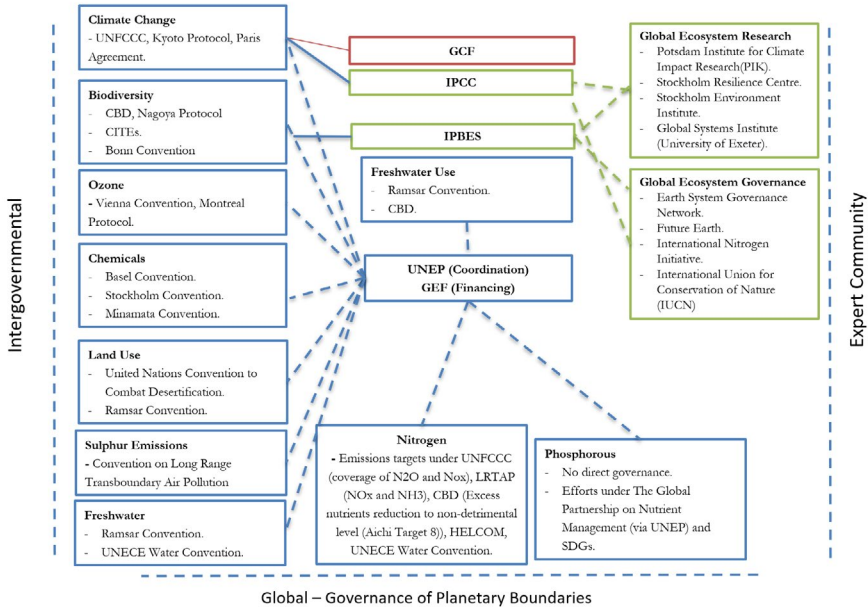 Climate Change
- UNFCCC, Kyoto Protocol, Paris
Agreement.
Biodiversity
- CBD, Nagoya Protocol
- CITEs.
- Bonn Convention
Ozone
- Vienna Convention, Montreal
Protocol.
Chemicals
- Basel Convention.
- Stockholm Convention.
- Minamata Convention.
Land Use
- United Nations Convention to
Combat Desertification.
- Ramsar Convention.
Sulphur Emissions
- Convention on Long Range
Transboundary Air Pollution
Freshwater
- Ramsar Convention.
- UNECE Water Convention.
GCF
IPCC
IPBES
Freshwater Use
- Ramsar Convention.
- CBD.
UNEP (Coordination)
GEF (Financing)
Nitrogen
- Emissions targets under UNFCCC
(coverage of N2O and Nox), LRTAP
(NOx and NH3), CBD (Excess
nutrients reduction to non-detrimental
level (Aichi Target 8)), HELCOM,
UNECE Water Convention.
Phosphorous
- No direct governance.
- Efforts under The Global
Partnership on Nutrient
Management (via UNEP) and
SDGs.
Global Ecosystem Research
- Potsdam Institute for Climate
Impact Research(PIK).
- Stockholm Resilience Centre.
- Stockholm Environment
Institute.
- Global Systems Institute
(University of Exeter).
Global Ecosystem Governance
- Earth System Governance
Network.
- Future Earth.
- International Nitrogen
Initiative.
- International Union for
Conservation of Nature
(IUCN)
Intergovernmental
Expert Community
Global – Governance of Planetary Boundaries